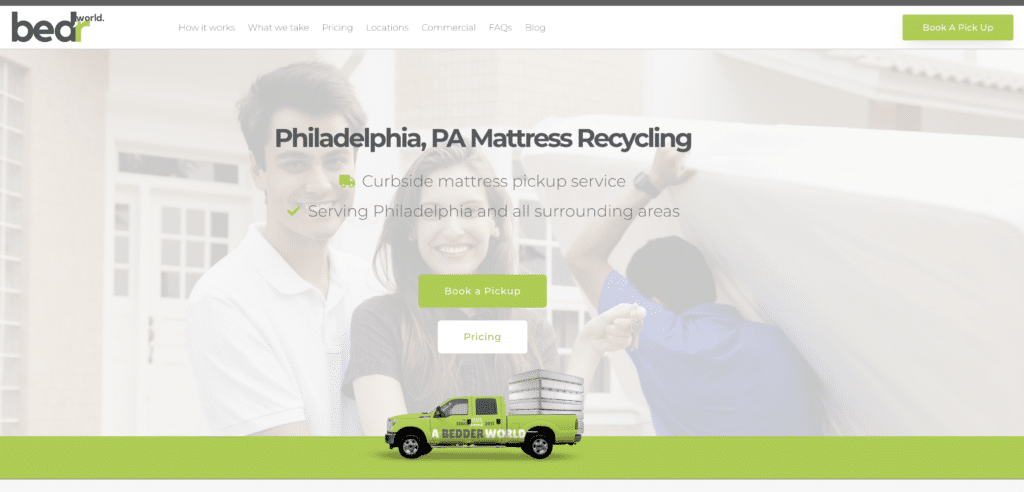 bedr world.
How it works What we take Pricing Locations Commercial FAQs Blog
Book A Pick Up
Philadelphia, PA Mattress Recycling
Curbside mattress pickup service
Serving Philadelphia and all surrounding areas
Book a Pickup
Pricing
A BEDDER WORLD